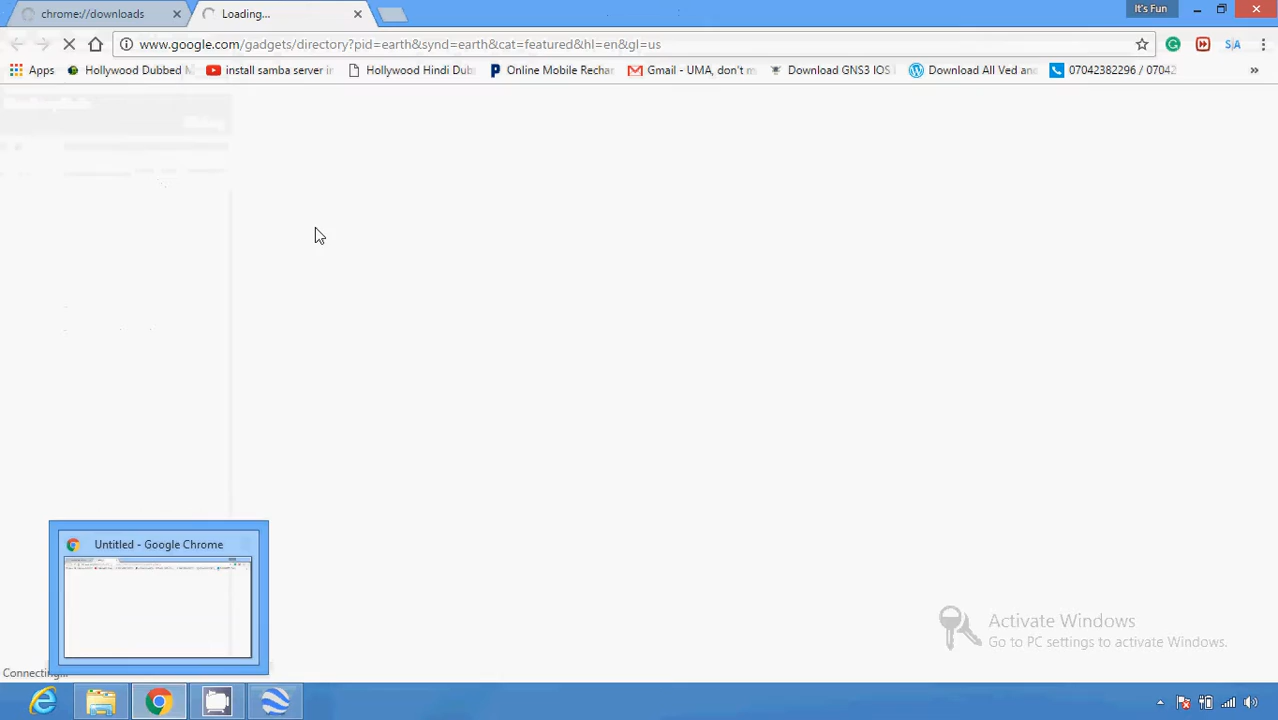 chrome://downloads
Loading...
It's Fun
www.google.com/gadgets/directory?pid=earth&synd=earth&cat=featured&hl=en&gl=us
Apps
Hollywood Dubbed M
install samba server in
Hollywood Hindi Dub
Online Mobile Rechar
Gmail - UMA, don't m
Download GNS3 IOS I
Download All Ved and
07042382296 / 07042
Untitled - Google Chrome
Activate Windows
Go to PC settings to activate Windows.
Connecting...